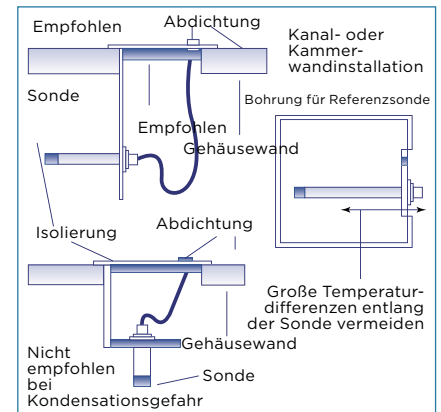 Empfohlen
Abdichtung
Kanal- oder
Kammer-
wandinstallation
Sonde
Bohrung für Referenzsonde
Empfohlen
Gehäusewand
Isolierung
Abdichtung
Große Temperatur-
differenzen entlang
der Sonde vermeiden
Gehäusewand
Nicht
empfohlen
bei
Kondensationsgefahr
Sonde